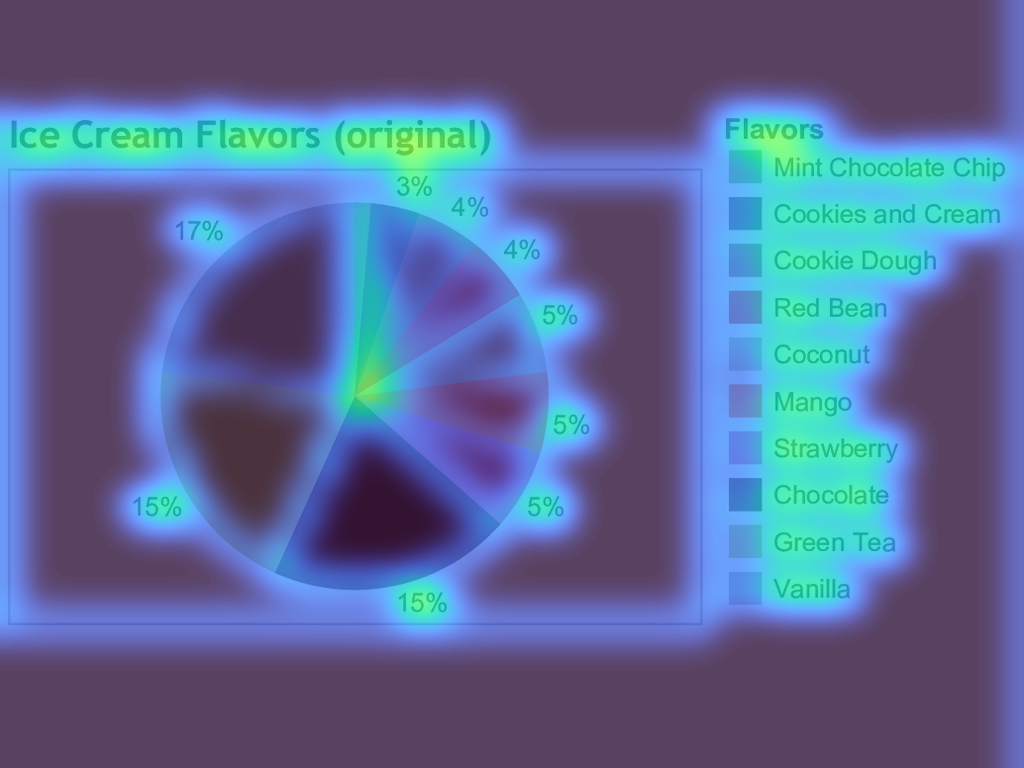 Ice Cream Flavors (original)
3%
4%
4%
5%
5%
5%
15%
15%
17%
Flavors
Mint Chocolate Chip
Cookies and Cream
Cookie Dough
Red Bean
Coconut
Mango
Strawberry
Chocolate
Green Tea
Vanilla